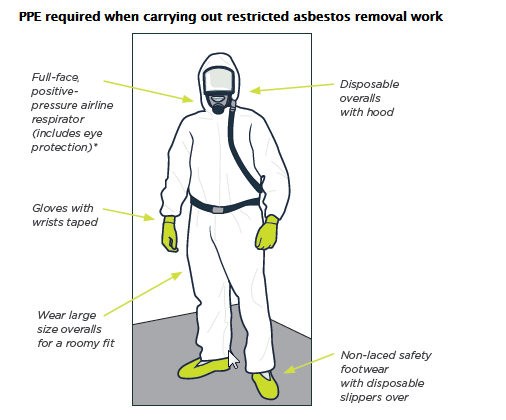 PPE required when carrying out restricted asbestos removal work
Full-face,
positive-
pressure airline
respirator
(includes eye
protection)*
Disposable
overalls
with hood
Gloves with
wrists taped
Wear large
size overalls
for a roomy fit
Non-laced safety
footwear
with disposable
slippers over